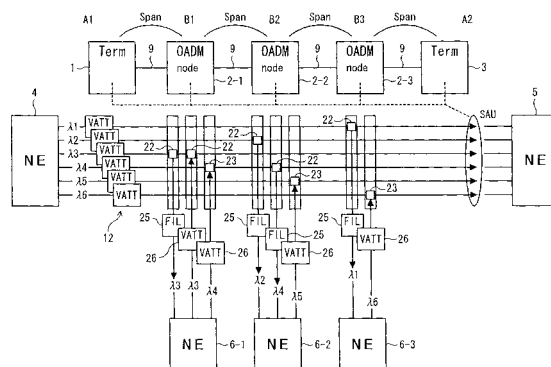 A1 Span B1 Span B2 Span B3 Span A2
Term 9 OADM node 9 OADM node 9 OADM node 9 Term
1 2-1 2-2 2-3 3
4 5
NE NE
SAU
λ1 VATT 22
λ2 VATT 22
λ3 VATT 22 22
λ4 VATT 23 22
λ5 VATT 23
λ6 VATT 23
12
25 FIL FIL 25 25 FIL
FIL
26 VATT VATT 26 VATT 26 VATT 26
λ3 λ3 λ4 λ2 λ4 λ5 λ1 λ6
NE 6-1 NE 6-2 NE 6-3